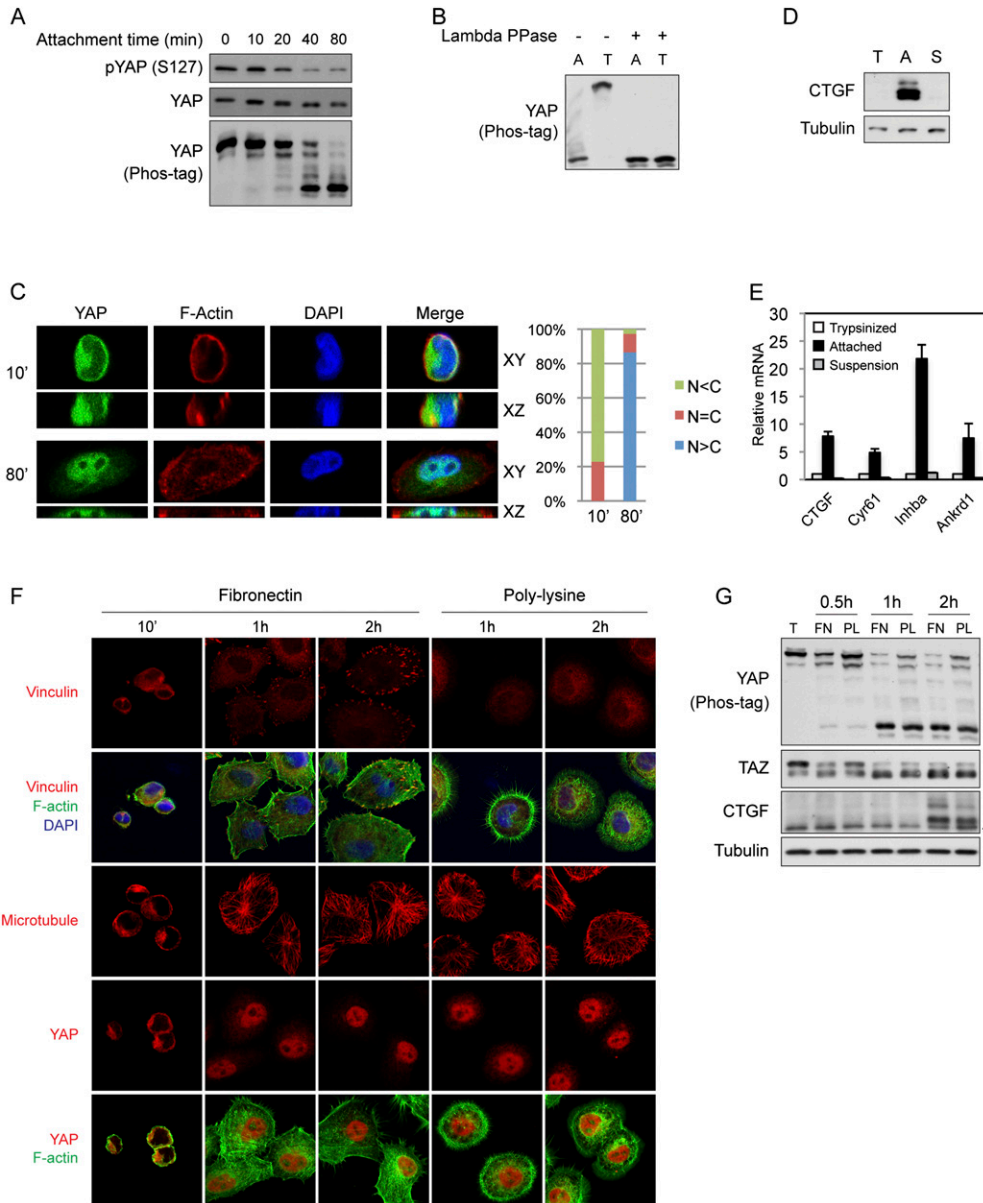 A
Attachment time (min) 0 10 20 40 80
pYAP (S127)
YAP
YAP
(Phos-tag)
B
Lambda PPase - - + +
A T A T
YAP
(Phos-tag)
D
T A S
CTGF
Tubulin
C
YAP F-Actin DAPI Merge
10' XY
XZ
80' XY
XZ
100%
80%
60%
40%
20%
0%
10' 80'
N<C
N=C
N>C
E
Relative mRNA
30
25
20
15
10
5
0
Trypsinized
Attached
Suspension
CTGF Cyr61 Inhba Ankrd1
F
Fibronectin Poly-lysine
10' 1h 2h 1h 2h
Vinculin
Vinculin
F-actin
DAPI
Microtubule
YAP
YAP
F-actin
G
0.5h 1h 2h
T FN PL FN PL FN PL
YAP
(Phos-tag)
TAZ
CTGF
Tubulin